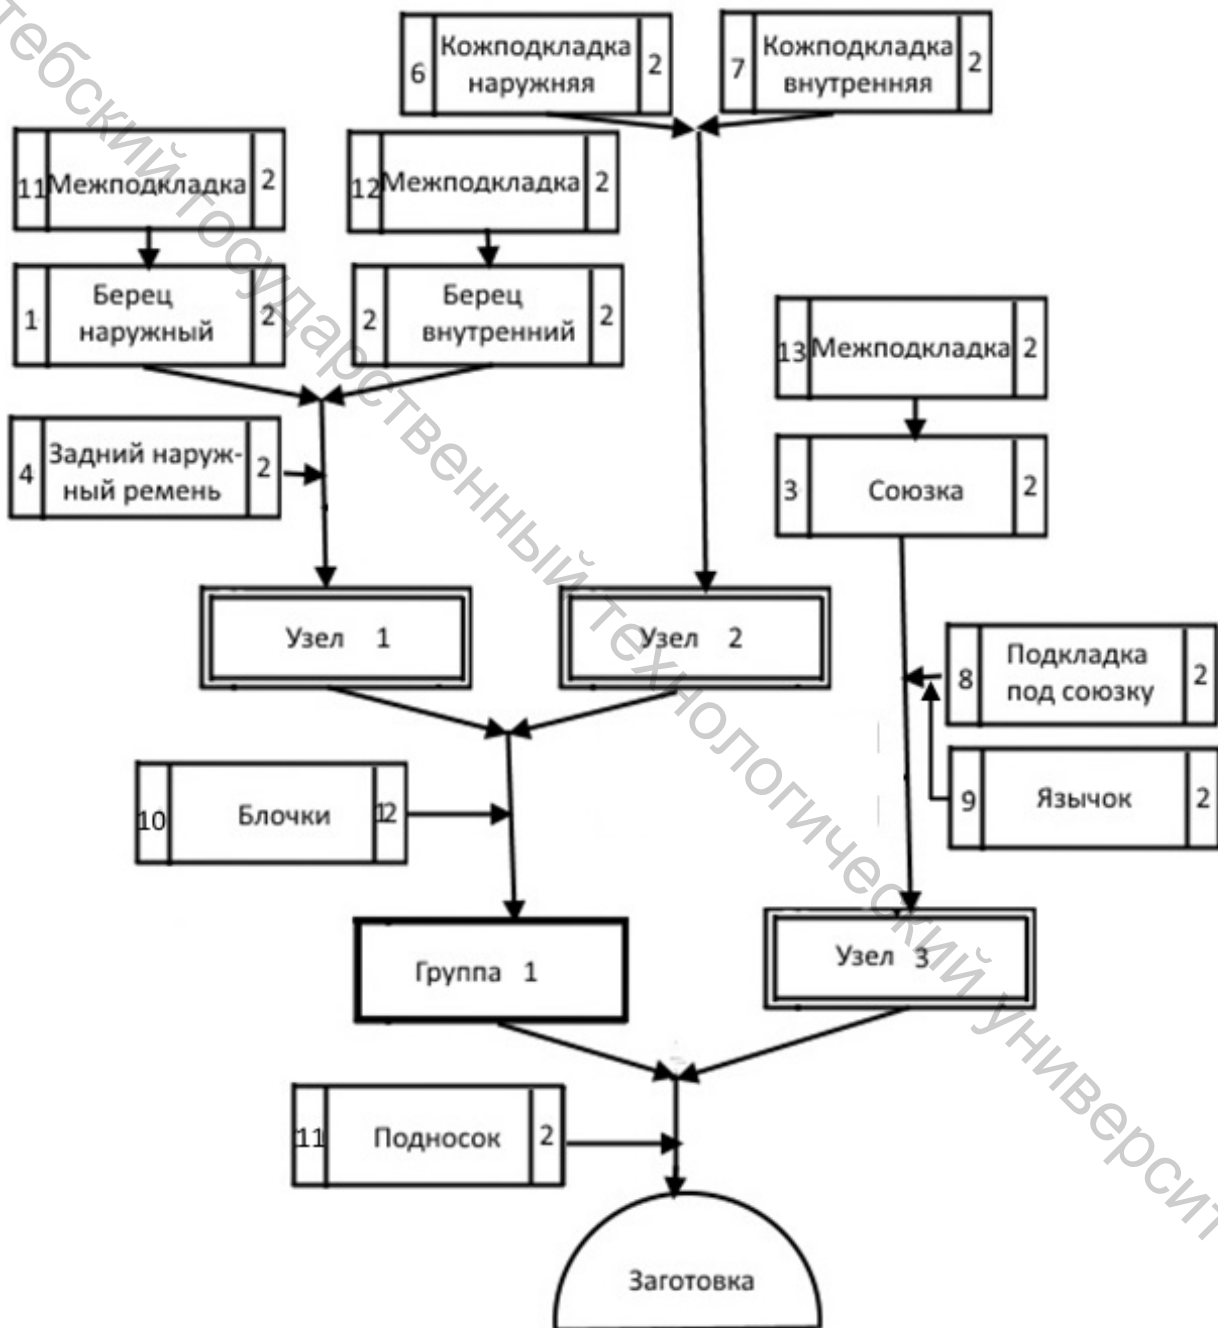 6 Кожподкладка 2
наружняя
7 Кожподкладка 2
внутренняя
11 Межподкладка 2
12 Межподкладка 2
1 Берец 2
наружный
2 Берец 2
внутренний
13 Межподкладка 2
4 Задний наруж- 2
ный ремень
3 Союзка 2
Узел 1
Узел 2
8 Подкладка 2
под союзку
9 Язычок 2
10 Блочки 12
Группа 1
Узел 3
11 Подносок 2
Заготовка
тебский государственный технологический университ